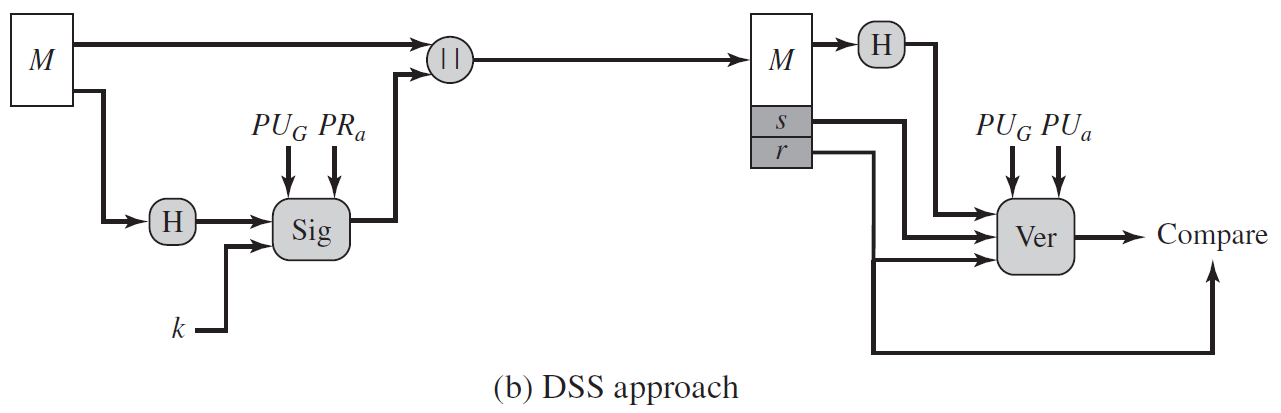 M
||
PU_G PR_a
H
Sig
k
M
H
s
r
PU_G PU_a
Ver
Compare
(b) DSS approach